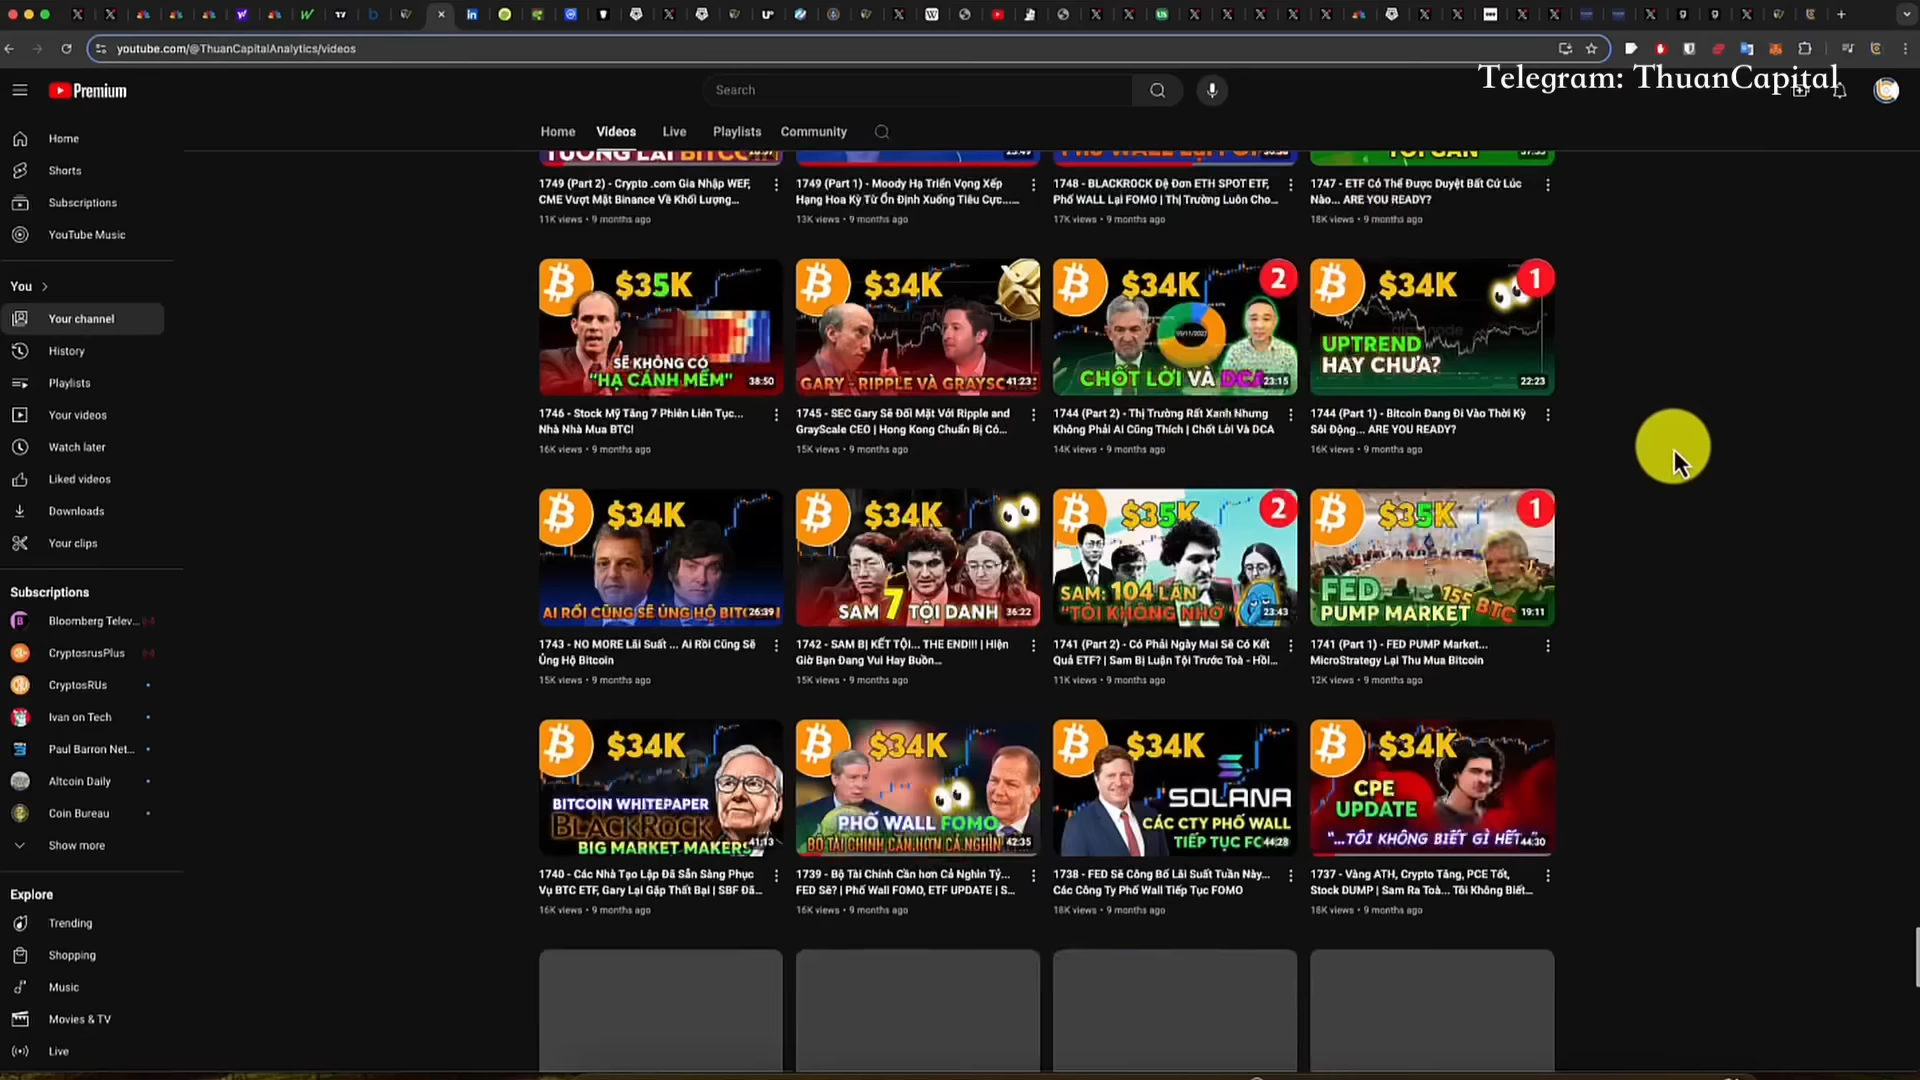 youtube.com/@ThuanCapitalAnalytics/videos
Telegram: ThuanCapital
Premium
Search
Home
Videos
Live
Playlists
Community
Home
Shorts
Subscriptions
YouTube Music
You
Your channel
History
Playlists
Your videos
Watch later
Liked videos
Downloads
Your clips
Subscriptions
Bloomberg Telev...
CryptosrusPlus
CryptosRUs
Ivan on Tech
Paul Barron Net...
Altcoin Daily
Coin Bureau
Show more
Explore
Trending
Shopping
Music
Movies & TV
Live
1749 (Part 2) - Crypto .com Gia Nhập WEF,
CME Vượt Mặt Binance Về Khối Lượng...
11K views • 9 months ago
1749 (Part 1) - Moody Hạ Triển Vọng Xếp
Hạng Hoa Kỳ Từ Ổn Định Xuống Tiêu Cực......
13K views • 9 months ago
1748 - BLACKROCK Đệ Đơn ETH SPOT ETF,
Phố WALL Lại FOMO | Thị Trường Luôn Cho...
17K views • 9 months ago
1747 - ETF Có Thể Được Duyệt Bất Cứ Lúc
Nào... ARE YOU READY?
18K views • 9 months ago
$35K
SẼ KHÔNG CÓ
"HẠ CÁNH MỀM"
38:50
1746 - Stock Mỹ Tăng 7 Phiên Liên Tục...
Nhà Nhà Mua BTC!
16K views • 9 months ago
$34K
GARY - RIPPLE VÀ GRAYSC
41:23
1745 - SEC Gary Sẽ Đối Mặt Với Ripple and
GrayScale CEO | Hong Kong Chuẩn Bị Có...
15K views • 9 months ago
$34K
2
CHỐT LỜI VÀ DCA
23:15
1744 (Part 2) - Thị Trường Rất Xanh Nhưng
Không Phải Ai Cũng Thích | Chốt Lời Và DCA
14K views • 9 months ago
$34K
1
UPTREND
HAY CHƯA?
22:23
1744 (Part 1) - Bitcoin Đang Đi Vào Thời Kỳ
Sôi Động... ARE YOU READY?
16K views • 9 months ago
$34K
AI RỒI CŨNG SẼ ỦNG HỘ BITCO
26:39
1743 - NO MORE Lãi Suất ... Ai Rồi Cũng Sẽ
Ủng Hộ Bitcoin
15K views • 9 months ago
$34K
SAM 7 TỘI DANH
36:22
1742 - SAM BỊ KẾT TỘI... THE END!!! | Hiện
Giờ Bạn Đang Vui Hay Buồn...
15K views • 9 months ago
$35K
2
SAM: 104 LẦN
"TÔI KHÔNG NHỚ"
23:43
1741 (Part 2) - Có Phải Ngày Mai Sẽ Có Kết
Quả ETF? | Sam Bị Luận Tội Trước Toà - Hồi...
11K views • 9 months ago
$35K
1
FED
PUMP MARKET
155 BTC
19:11
1741 (Part 1) - FED PUMP Market...
MicroStrategy Lại Thu Mua Bitcoin
12K views • 9 months ago
$34K
BITCOIN WHITEPAPER
BLACKROCK
BIG MARKET MAKERS
41:13
1740 - Các Nhà Tạo Lập Đã Sẵn Sàng Phục
Vụ BTC ETF, Gary Lại Gặp Thất Bại | SBF Đã...
16K views • 9 months ago
$34K
PHỐ WALL FOMO
BỘ TÀI CHÍNH CẦN HƠN CẢ NGHÌN
42:35
1739 - Bộ Tài Chính Cần hơn Cả Nghìn Tỷ...
FED Sẽ? | Phố Wall FOMO, ETF UPDATE | S...
16K views • 9 months ago
$34K
SOLANA
CÁC CTY PHỐ WALL
TIẾP TỤC FO
44:28
1738 - FED Sẽ Công Bố Lãi Suất Tuần Này...
Các Công Ty Phố Wall Tiếp Tục FOMO
18K views • 9 months ago
$34K
CPE
UPDATE
"...TÔI KHÔNG BIẾT GÌ HẾT..."
44:30
1737 - Vàng ATH, Crypto Tăng, PCE Tốt,
Stock DUMP | Sam Ra Toà... Tôi Không Biết...
18K views • 9 months ago